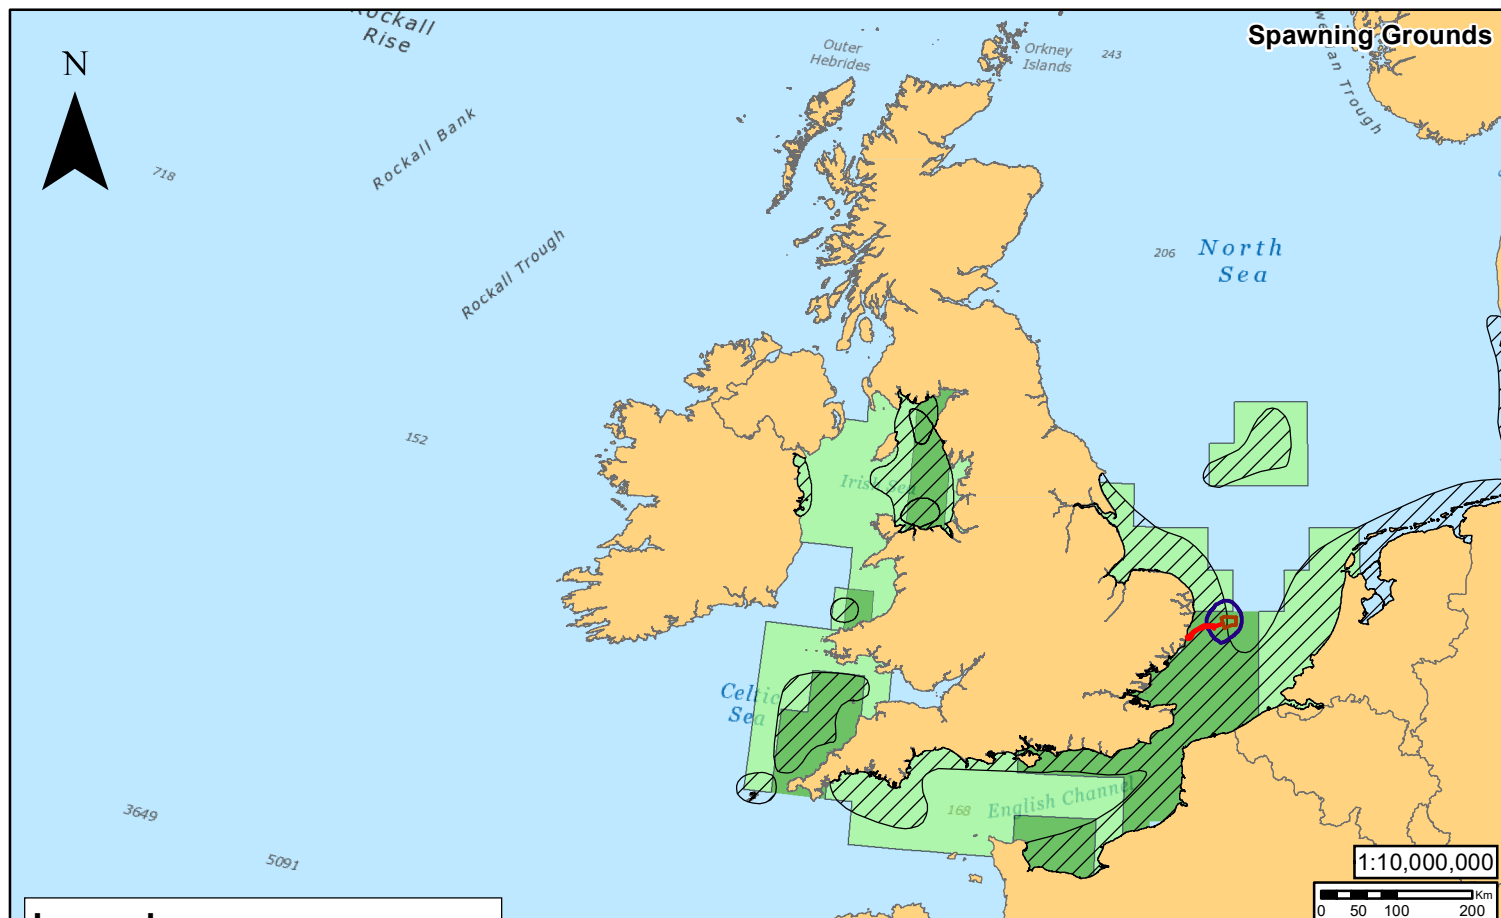 Rockall
Rise
Spawning Grounds
N
Outer
Hebrides
Orkney
Islands
243
Rockall Bank
718
Rockall Trough
206
North
Sea
152
Irish Sea
Celtic
Sea
English Channel
168
3649
5091
1:10,000,000
Km
0 50 100 200